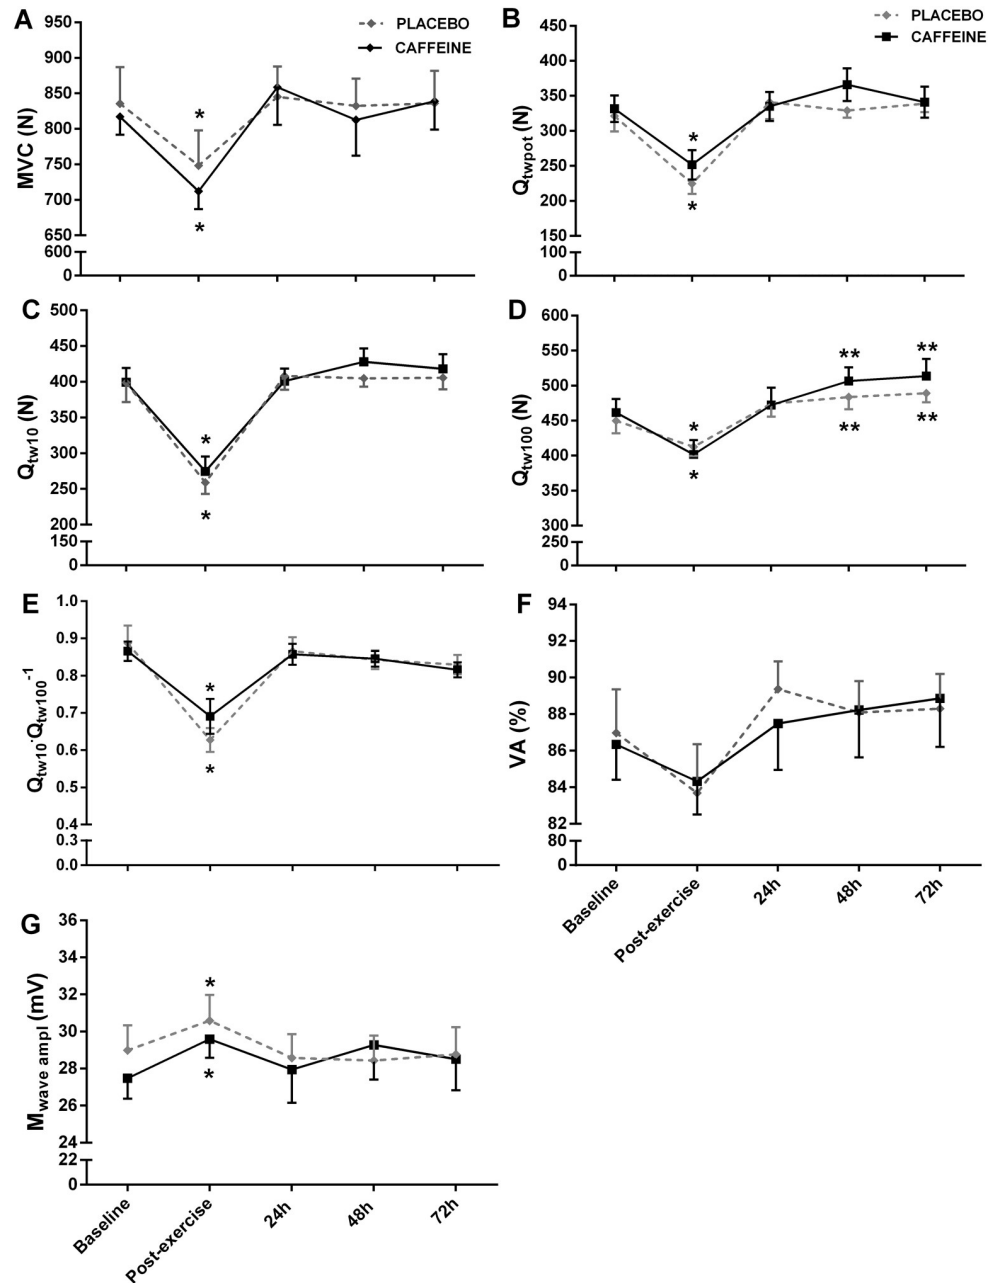 A
PLACEBO
CAFFEINE
MVC (N)
950
900
850
800
750
700
650
600
0
*
*
B
PLACEBO
CAFFEINE
Qtwpot (N)
450
400
350
300
250
200
150
100
0
*
*
C
Qtw10 (N)
500
450
400
350
300
250
200
150
0
*
*
D
Qtw100 (N)
600
550
500
450
400
350
300
250
0
*
*
**
**
**
**
E
Qtw10·Qtw100-1
1.0
0.9
0.8
0.7
0.6
0.5
0.4
0.3
0.0
*
*
F
VA (%)
94
92
90
88
86
84
82
80
0
Baseline
Post-exercise
24h
48h
72h
G
Mwave ampl (mV)
36
34
32
30
28
26
24
22
0
*
*
Baseline
Post-exercise
24h
48h
72h